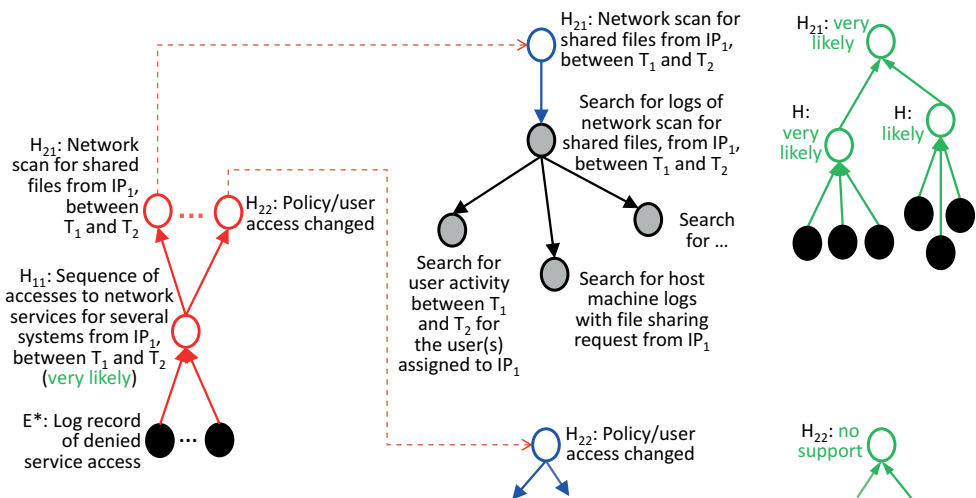 H21: Network
scan for shared
files from IP1,
between
T1 and T2
...
H22: Policy/user
access changed
H11: Sequence of
accesses to network
services for several
systems from IP1,
between T1 and T2
(very likely)
E*: Log record
of denied
service access
...
H21: Network scan for
shared files from IP1,
between T1 and T2
Search for logs of
network scan for
shared files, from IP1,
between T1 and T2
Search for
user activity
between T1
and T2 for
the user(s)
assigned to IP1
Search for host
machine logs
with file sharing
request from IP1
Search
for ...
H22: Policy/user
access changed
H21: very
likely
H:
very
likely
H:
likely
H22: no
support